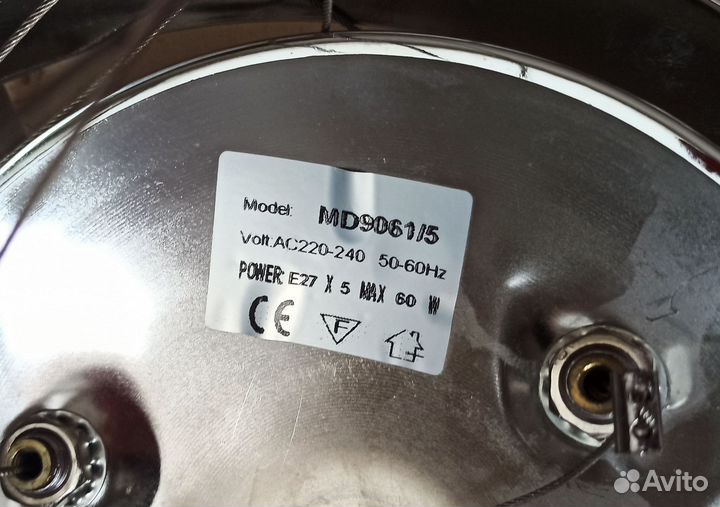 Model: MD9061/5
Volt:AC220-240 50-60Hz
POWER: E27 X 5 MAX 60 W
CE F
Avito